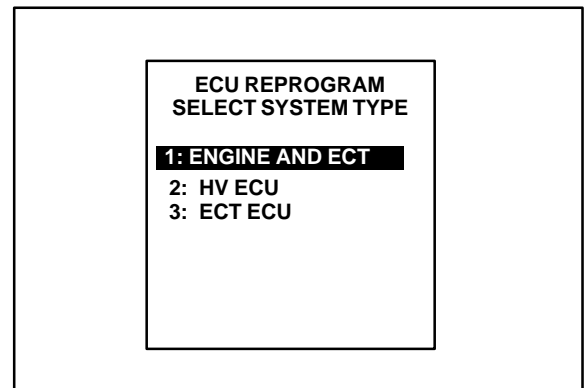 ECU REPROGRAM
SELECT SYSTEM TYPE
1: ENGINE AND ECT
2: HV ECU
3: ECT ECU